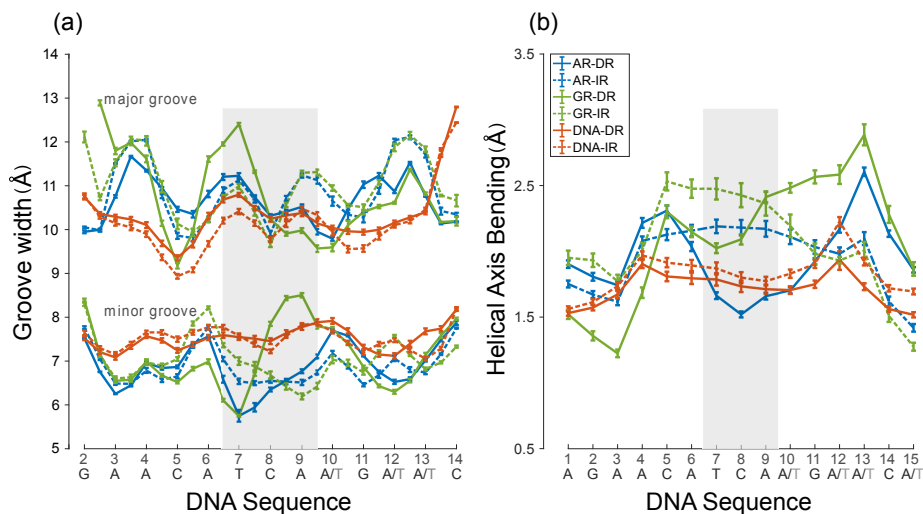 (a)
(b)
Groove width(Å)
14
13
12
11
10
9
8
7
6
5
major groove
minor groove
2 3 4 5 6 7 8 9 10 11 12 13 14
G A A C A T C A A/T G A/T A/T C
DNA Sequence
Helical Axis Bending(Å)
3.5
2.5
1.5
0.5
AR-DR
AR-IR
GR-DR
GR-IR
DNA-DR
DNA-IR
1 2 3 4 5 6 7 8 9 10 11 12 13 14 15
A G A A C A T C A A/T G A/T A/T C A/T
DNA Sequence